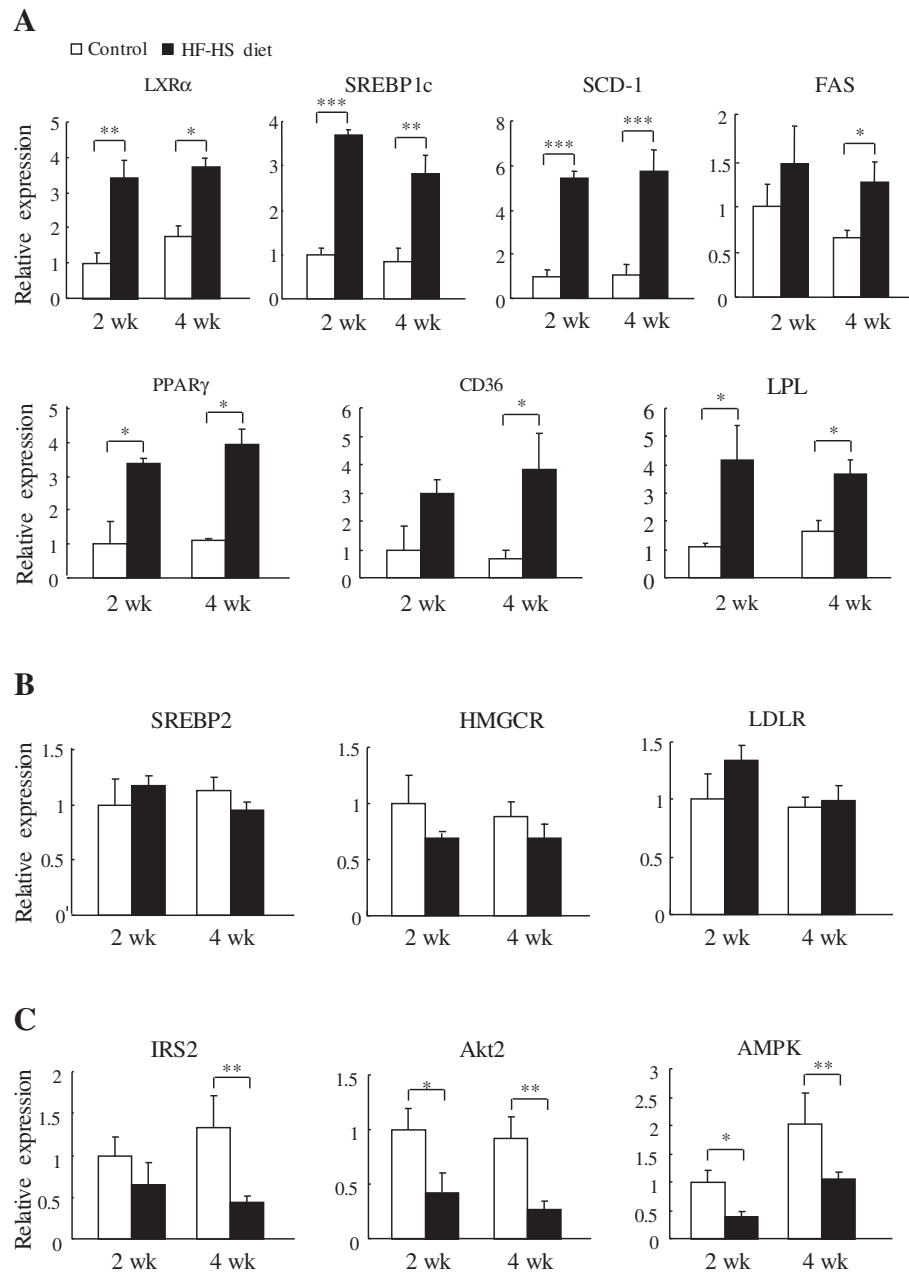 A
Control HF-HS diet
LXRα SREBP1c SCD-1 FAS
Relative expression
5 4 3 2 1 0
** *
2 wk 4 wk
5 4 3 2 1 0
*** **
2 wk 4 wk
8 6 4 2 0
*** ***
2 wk 4 wk
2 1.5 1 0.5 0
*
2 wk 4 wk
PPARγ CD36 LPL
Relative expression
5 4 3 2 1 0
* *
2 wk 4 wk
6 5 4 3 2 1 0
*
2 wk 4 wk
6 5 4 3 2 1 0
* *
2 wk 4 wk
B
SREBP2 HMGCR LDLR
Relative expression
1.5 1 0.5 0
2 wk 4 wk
1.5 1 0.5 0
2 wk 4 wk
1.5 1 0.5 0
2 wk 4 wk
C
IRS2 Akt2 AMPK
Relative expression
2 1.5 1 0.5 0
**
2 wk 4 wk
1.5 1 0.5 0
* **
2 wk 4 wk
3 2.5 2 1.5 1 0.5 0
* **
2 wk 4 wk